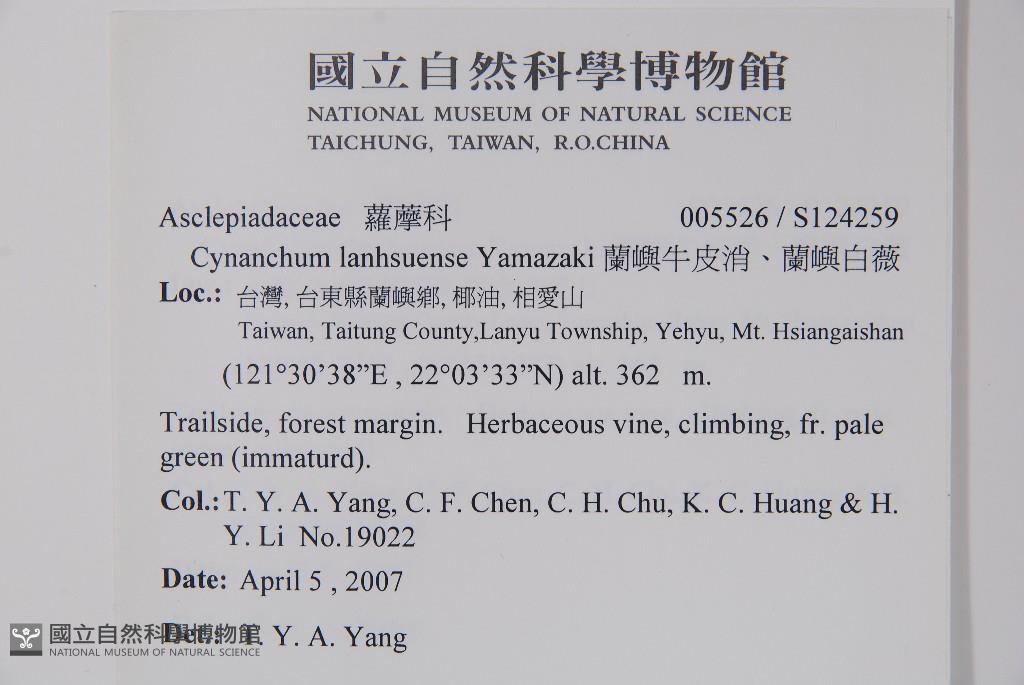 國立自然科學博物館
NATIONAL MUSEUM OF NATURAL SCIENCE
TAICHUNG, TAIWAN, R.O.CHINA
Asclepiadaceae 蘿藦科 005526 / S124259
Cynanchum lanhsuense Yamazaki 蘭嶼牛皮消、蘭嶼白薇
Loc.: 台灣, 台東縣蘭嶼鄉, 椰油, 相愛山
Taiwan, Taitung County,Lanyu Township, Yehyu, Mt. Hsiangaishan
(121°30’38”E , 22°03’33”N) alt. 362 m.
Trailside, forest margin. Herbaceous vine, climbing, fr. pale
green (immaturd).
Col.: T. Y. A. Yang, C. F. Chen, C. H. Chu, K. C. Huang & H.
Y. Li No.19022
Date: April 5 , 2007
Det.: T. Y. A. Yang
國立自然科學博物館
NATIONAL MUSEUM OF NATURAL SCIENCE